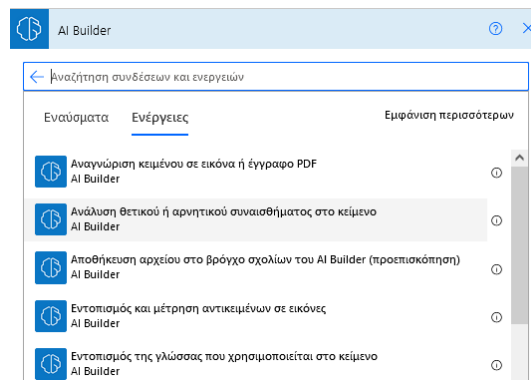 AI Builder
Αναζήτηση συνδέσεων και ενεργειών
Εναύσματα Ενέργειες Εμφάνιση περισσότερων
Αναγνώριση κειμένου σε εικόνα ή έγγραφο PDF
AI Builder
Ανάλυση θετικού ή αρνητικού συναισθήματος στο κείμενο
AI Builder
Αποθήκευση αρχείου στο βρόγχο σχολίων του AI Builder (προεπισκόπηση)
AI Builder
Εντοπισμός και μέτρηση αντικειμένων σε εικόνες
AI Builder
Εντοπισμός της γλώσσας που χρησιμοποιείται στο κείμενο
AI Builder